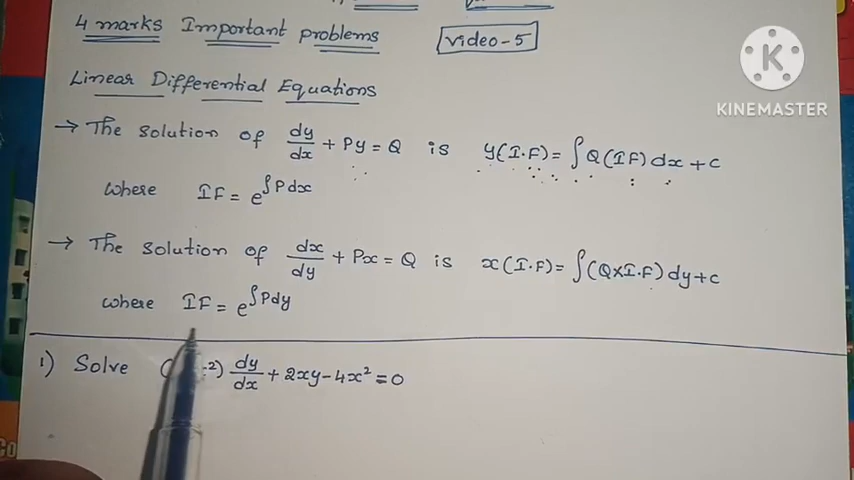 4 marks Important problems
video-5
KINEMASTER
Linear Differential Equations
→ The solution of dy/dx + Py = Q is y(I.F) = ∫Q(IF)dx + c
where IF = e^∫Pdx
→ The solution of dx/dy + Px = Q is x(I.F) = ∫(Q×I.F)dy + c
where IF = e^∫Pdy
1) Solve ( ²) dy/dx + 2xy - 4x² = 0